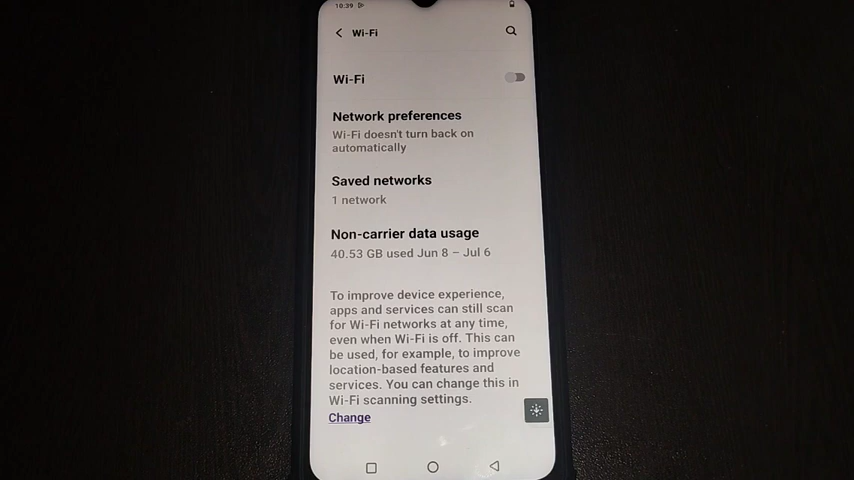 10:39
Wi-Fi
Wi-Fi
Network preferences
Wi-Fi doesn't turn back on
automatically
Saved networks
1 network
Non-carrier data usage
40.53 GB used Jun 8 – Jul 6
To improve device experience,
apps and services can still scan
for Wi-Fi networks at any time,
even when Wi-Fi is off. This can
be used, for example, to improve
location-based features and
services. You can change this in
Wi-Fi scanning settings.
Change